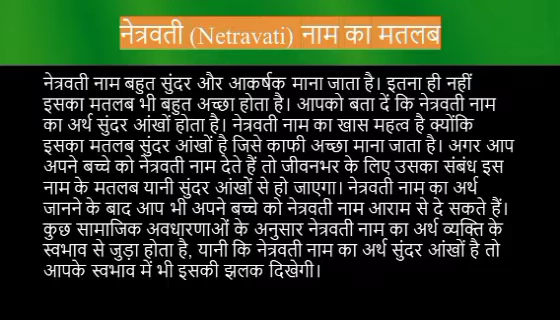 नेत्रवती (Netravati) नाम का मतलब
नेत्रवती नाम बहुत सुंदर और आकर्षक माना जाता है। इतना ही नहीं
इसका मतलब भी बहुत अच्छा होता है। आपको बता दें कि नेत्रवती नाम
का अर्थ सुंदर आंखों होता है। नेत्रवती नाम का खास महत्व है क्योंकि
इसका मतलब सुंदर आंखों है जिसे काफी अच्छा माना जाता है। अगर आप
अपने बच्चे को नेत्रवती नाम देते हैं तो जीवनभर के लिए उसका संबंध इस
नाम के मतलब यानी सुंदर आंखों से हो जाएगा। नेत्रवती नाम का अर्थ
जानने के बाद आप भी अपने बच्चे को नेत्रवती नाम आराम से दे सकते हैं।
कुछ सामाजिक अवधारणाओं के अनुसार नेत्रवती नाम का अर्थ व्यक्ति के
स्वभाव से जुड़ा होता है, यानी कि नेत्रवती नाम का अर्थ सुंदर आंखों है तो
आपके स्वभाव में भी इसकी झलक दिखेगी।